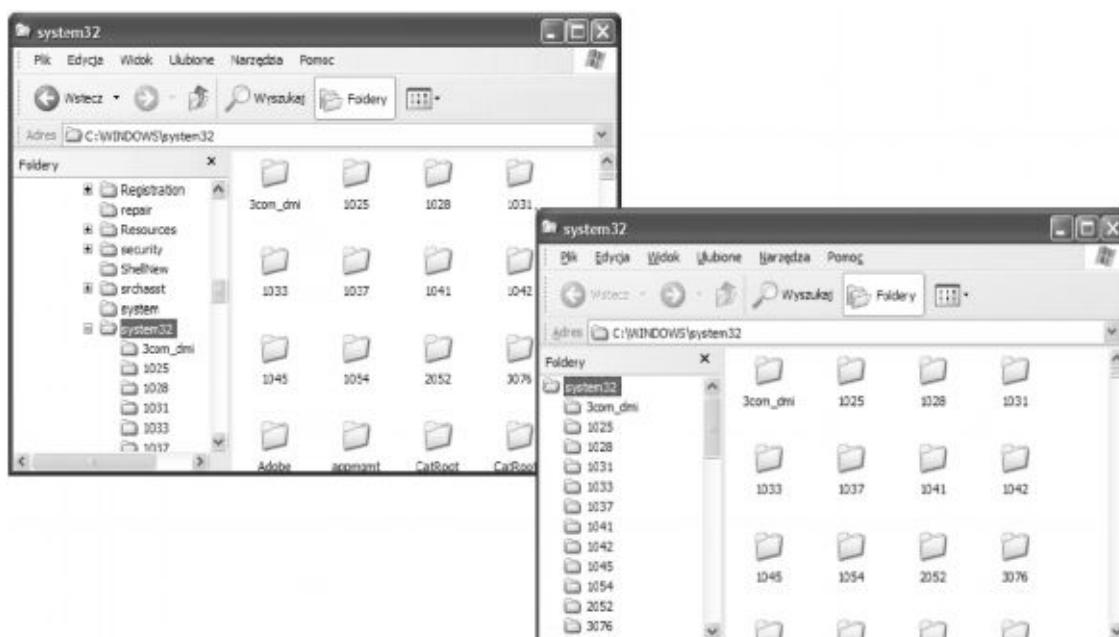 system32
Plik Edycja Widok Ulubione Narzędzia Pomoc
Wstecz Wyszukaj Foldery
Adres C:\WINDOWS\system32
Foldery
Registration
repair
Resources
security
ShellNew
srchasst
system
system32
3com_dmi
1025
1028
1031
1033
1037
3com_dmi 1025 1028 1031
1033 1037 1041 1042
1045 1054 2052 3076
Adobe appmgmt CatRoot CatRoot
system32
Plik Edycja Widok Ulubione Narzędzia Pomoc
Wstecz Wyszukaj Foldery
Adres C:\WINDOWS\system32
Foldery
system32
3com_dmi
1025
1028
1031
1033
1037
1041
1042
1045
1054
2052
3076
3com_dmi 1025 1028 1031
1033 1037 1041 1042
1045 1054 2052 3076